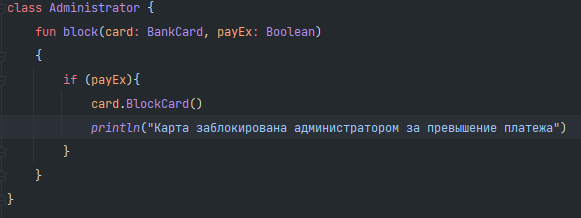 class Administrator {
fun block(card: BankCard, payEx: Boolean)
{
if (payEx){
card.BlockCard()
println("Карта заблокирована администратором за превышение платежа")
}
}
}